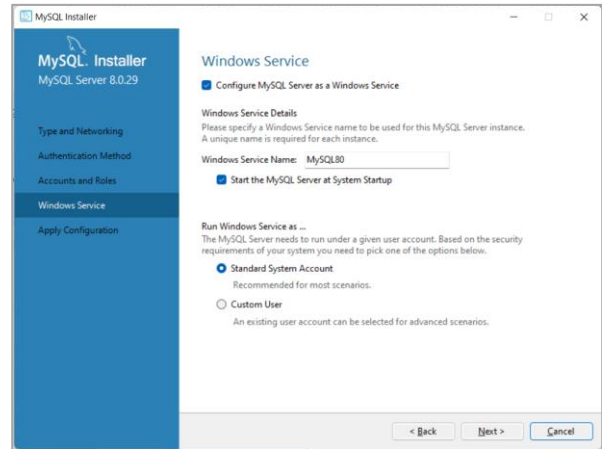 MySQL Installer
MySQL. Installer
MySQL Server 8.0.29
Type and Networking
Authentication Method
Accounts and Roles
Windows Service
Apply Configuration
Windows Service
Configure MySQL Server as a Windows Service
Windows Service Details
Please specify a Windows Service name to be used for this MySQL Server instance.
A unique name is required for each instance.
Windows Service Name: MySQL80
Start the MySQL Server at System Startup
Run Windows Service as ...
The MySQL Server needs to run under a given user account. Based on the security
requirements of your system you need to pick one of the options below.
Standard System Account
Recommended for most scenarios.
Custom User
An existing user account can be selected for advanced scenarios.
< Back Next > Cancel